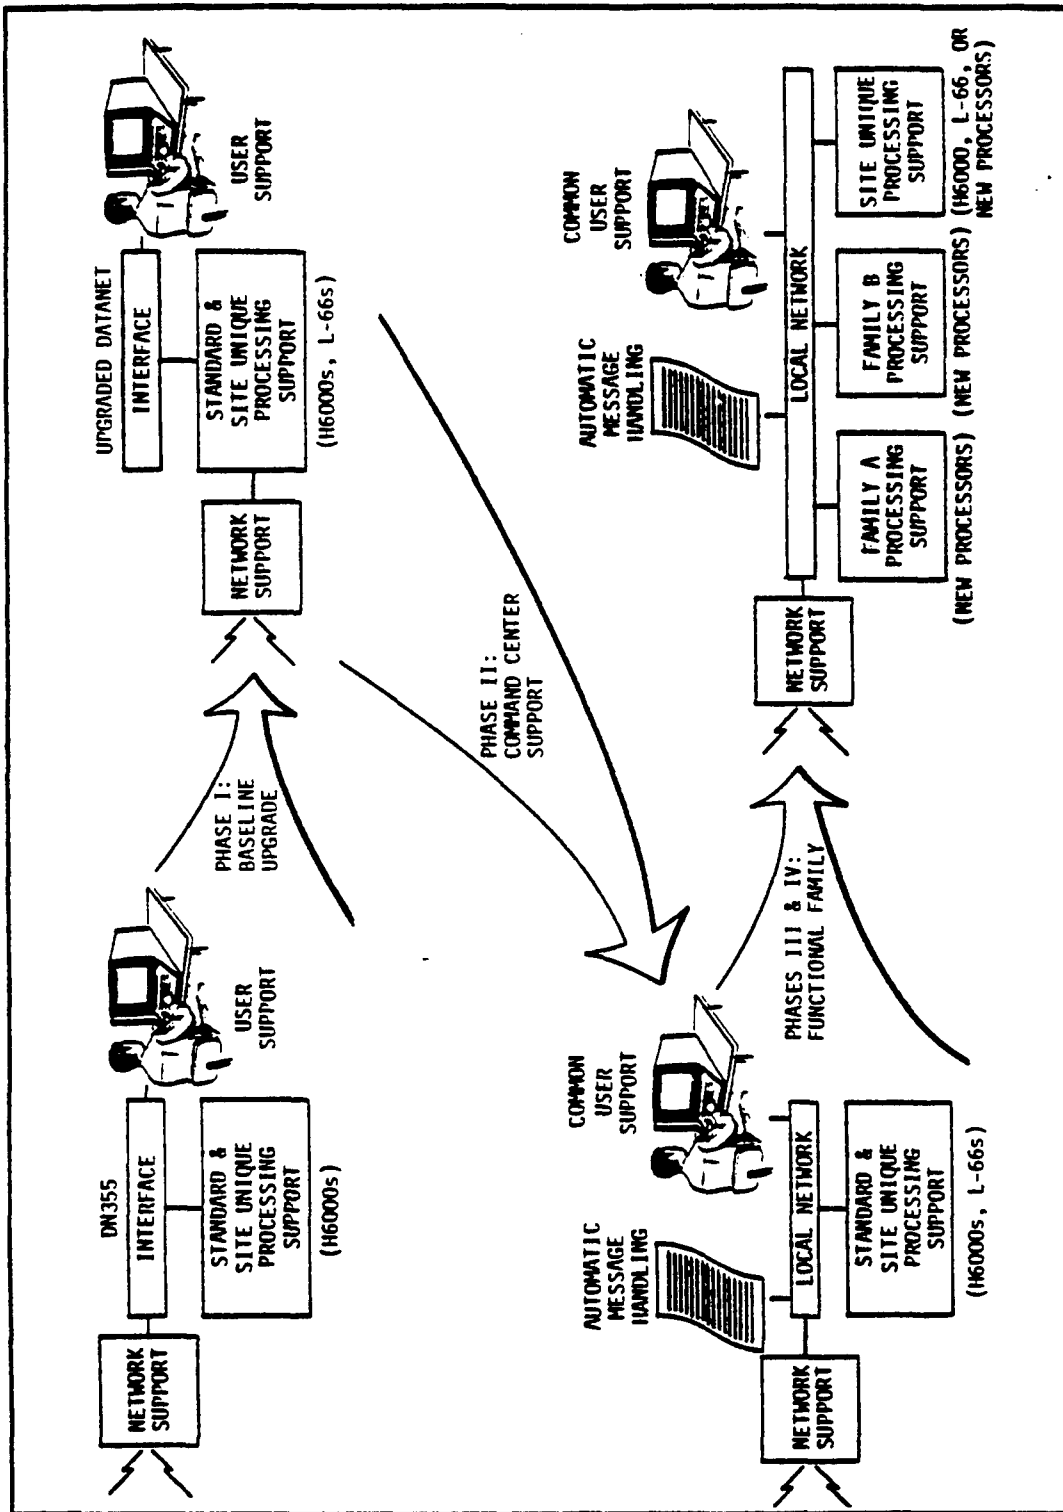 DN355
INTERFACE
NETWORK
SUPPORT
STANDARD &
SITE UNIQUE
PROCESSING
SUPPORT
(H6000s)
USER
SUPPORT
PHASE I:
BASELINE
UPGRADE
UPGRADED DATANET
INTERFACE
NETWORK
SUPPORT
STANDARD &
SITE UNIQUE
PROCESSING
SUPPORT
(H6000s, L-66s)
USER
SUPPORT
PHASE II:
COMMAND CENTER
SUPPORT
AUTOMATIC
MESSAGE
HANDLING
COMMON
USER
SUPPORT
NETWORK
SUPPORT
LOCAL NETWORK
STANDARD &
SITE UNIQUE
PROCESSING
SUPPORT
(H6000s, L-66s)
PHASES III & IV:
FUNCTIONAL FAMILY
AUTOMATIC
MESSAGE
HANDLING
COMMON
USER
SUPPORT
NETWORK
SUPPORT
LOCAL NETWORK
FAMILY A
PROCESSING
SUPPORT
(NEW PROCESSORS)
FAMILY B
PROCESSING
SUPPORT
(NEW PROCESSORS)
SITE UNIQUE
PROCESSING
SUPPORT
(H6000, L-66, OR
NEW PROCESSORS)